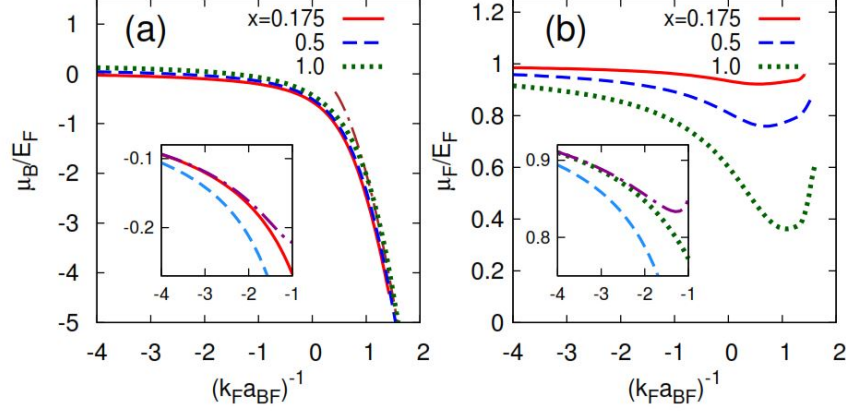 (a)
x=0.175
0.5
1.0
μB/EF
1
0
-1
-2
-3
-4
-5
-0.1
-0.2
-4 -3 -2 -1
-4 -3 -2 -1 0 1 2
(kFaBF)-1
(b)
x=0.175
0.5
1.0
μF/EF
1.2
1
0.8
0.6
0.4
0.2
0
0.9
0.8
-4 -3 -2 -1
-4 -3 -2 -1 0 1 2
(kFaBF)-1